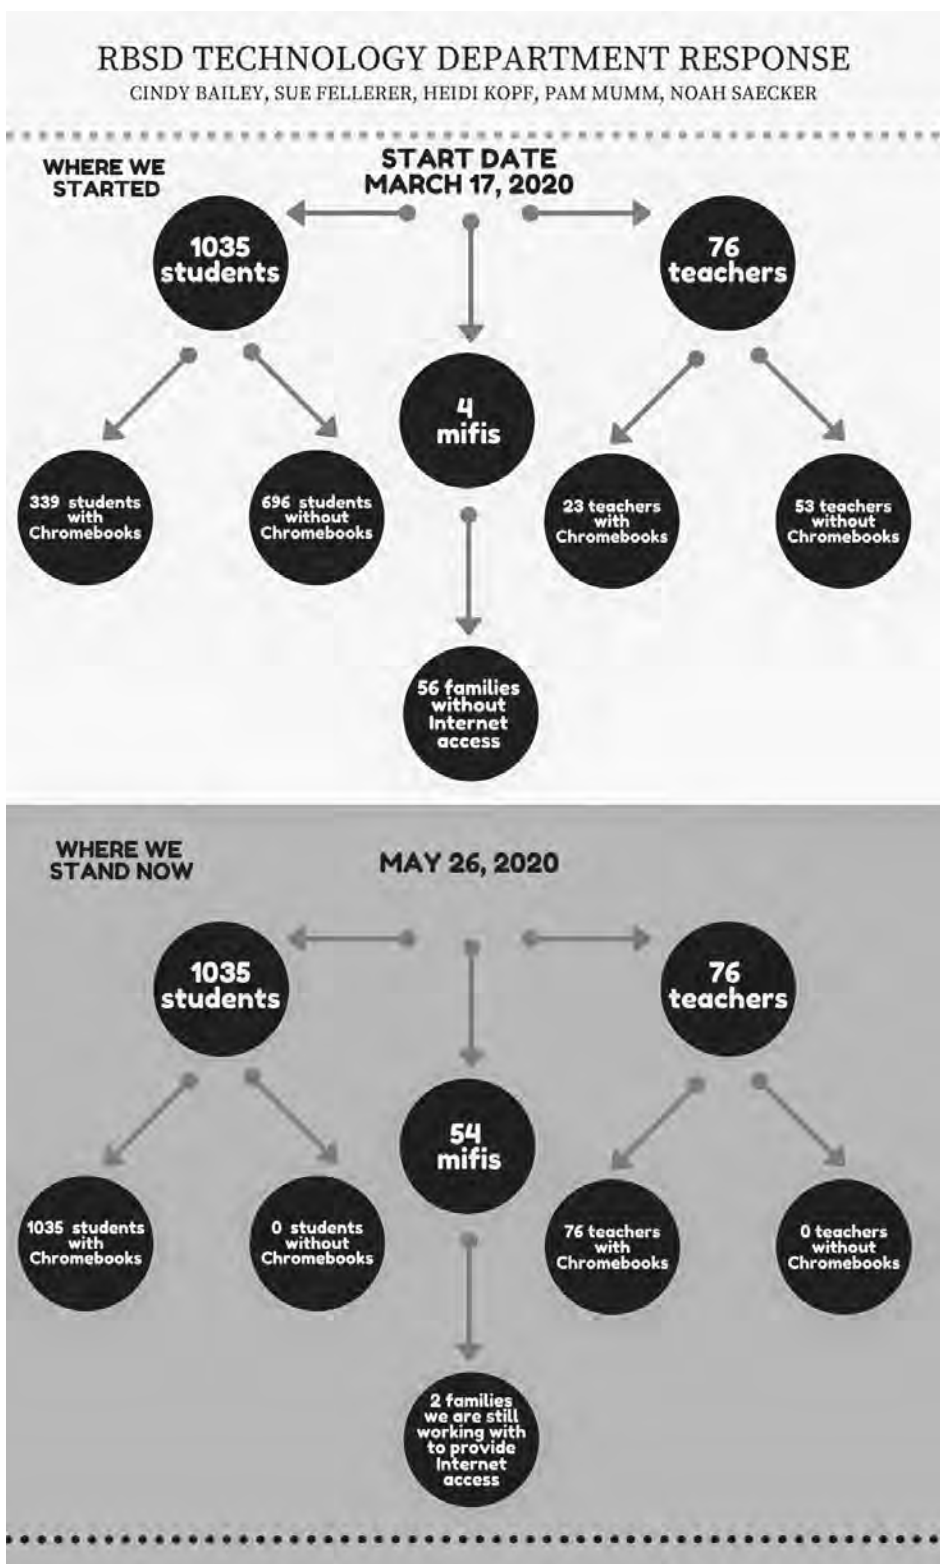 RBSD TECHNOLOGY DEPARTMENT RESPONSE
CINDY BAILEY, SUE FELLERER, HEIDI KOPF, PAM MUMM, NOAH SAECKER
WHERE WE
STARTED
START DATE
MARCH 17, 2020
1035
students
76
teachers
4
mifis
339 students
with
Chromebooks
696 students
without
Chromebooks
23 teachers
with
Chromebooks
53 teachers
without
Chromebooks
56 families
without
Internet
access
WHERE WE
STAND NOW
MAY 26, 2020
1035
students
76
teachers
54
mifis
1035 students
with
Chromebooks
0 students
without
Chromebooks
76 teachers
with
Chromebooks
0 teachers
without
Chromebooks
2 families
we are still
working with
to provide
Internet
access